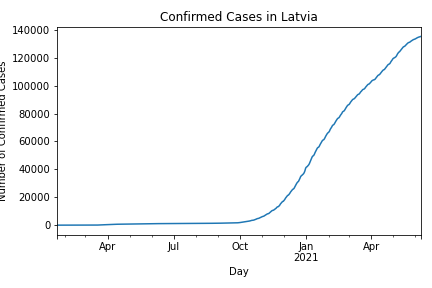 Confirmed Cases in Latvia
Number of Confirmed Cases
140000
120000
100000
80000
60000
40000
20000
0
Apr
Jul
Oct
Jan
2021
Apr
Day